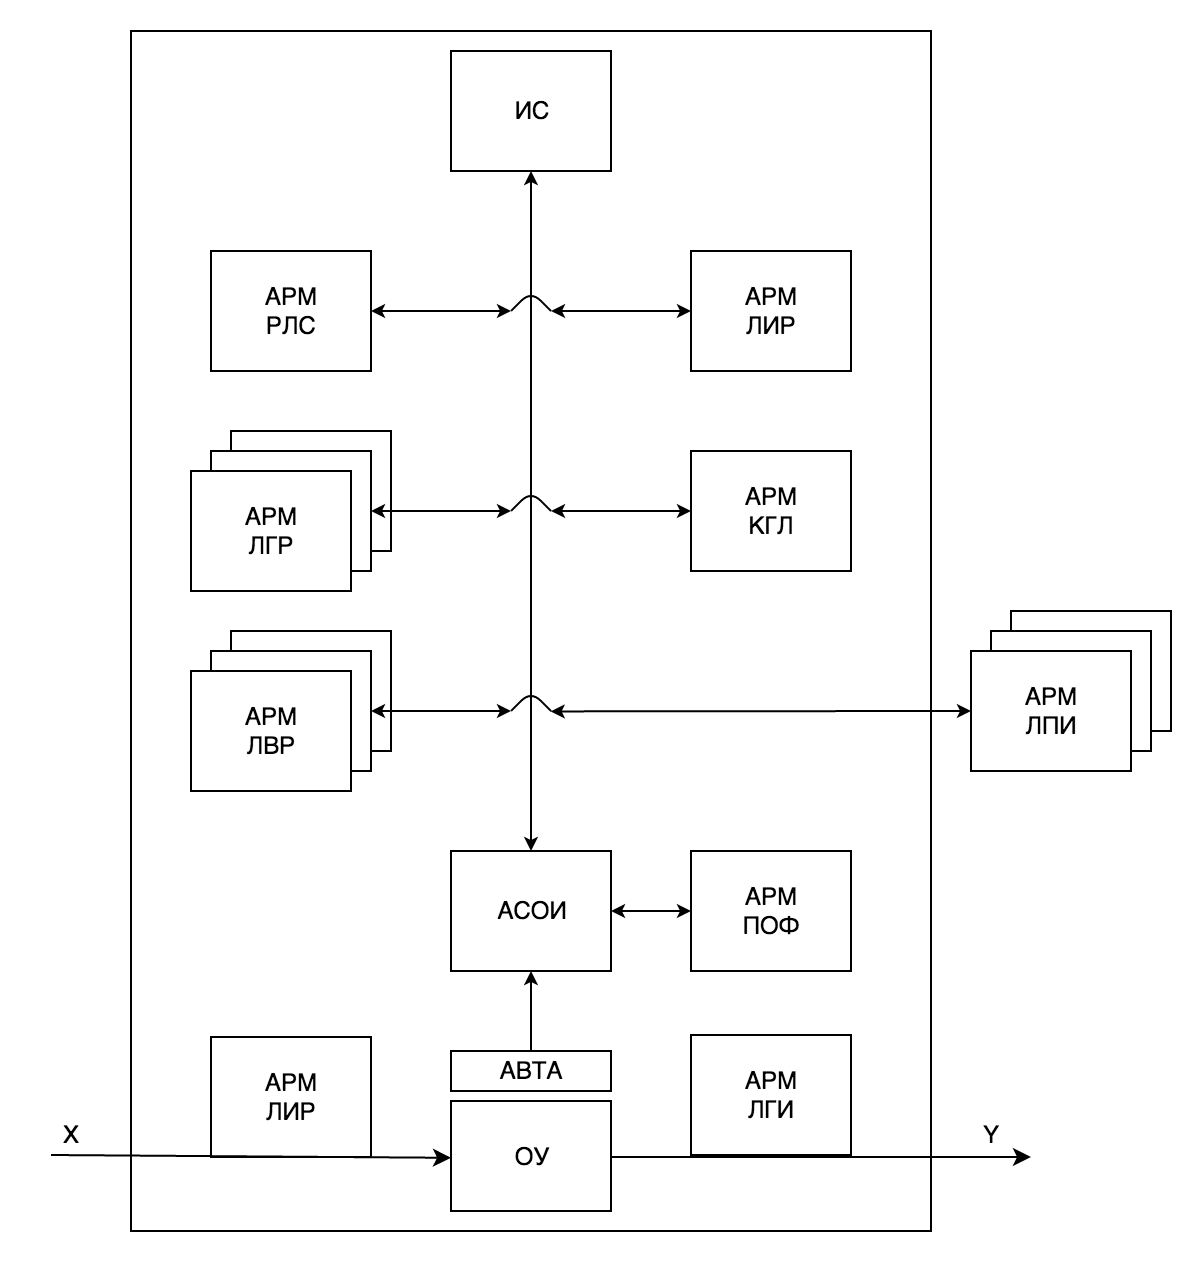 ИС
АРМ
РЛС
АРМ
ЛИР
АРМ
ЛГР
АРМ
КГЛ
АРМ
ЛВР
АРМ
ЛПИ
АСОИ
АРМ
ПОФ
АРМ
ЛИР
АВТА
АРМ
ЛГИ
X
ОУ
Y